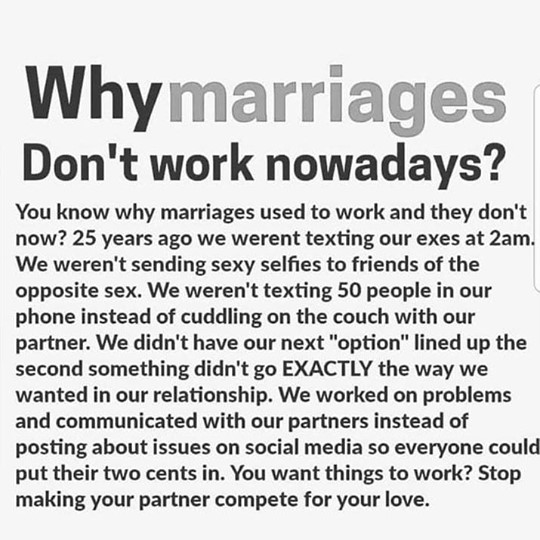 Why marriages
Don't work nowadays?
You know why marriages used to work and they don't
now? 25 years ago we werent texting our exes at 2am.
We weren't sending sexy selfies to friends of the
opposite sex. We weren't texting 50 people in our
phone instead of cuddling on the couch with our
partner. We didn't have our next "option" lined up the
second something didn't go EXACTLY the way we
wanted in our relationship. We worked on problems
and communicated with our partners instead of
posting about issues on social media so everyone could
put their two cents in. You want things to work? Stop
making your partner compete for your love.